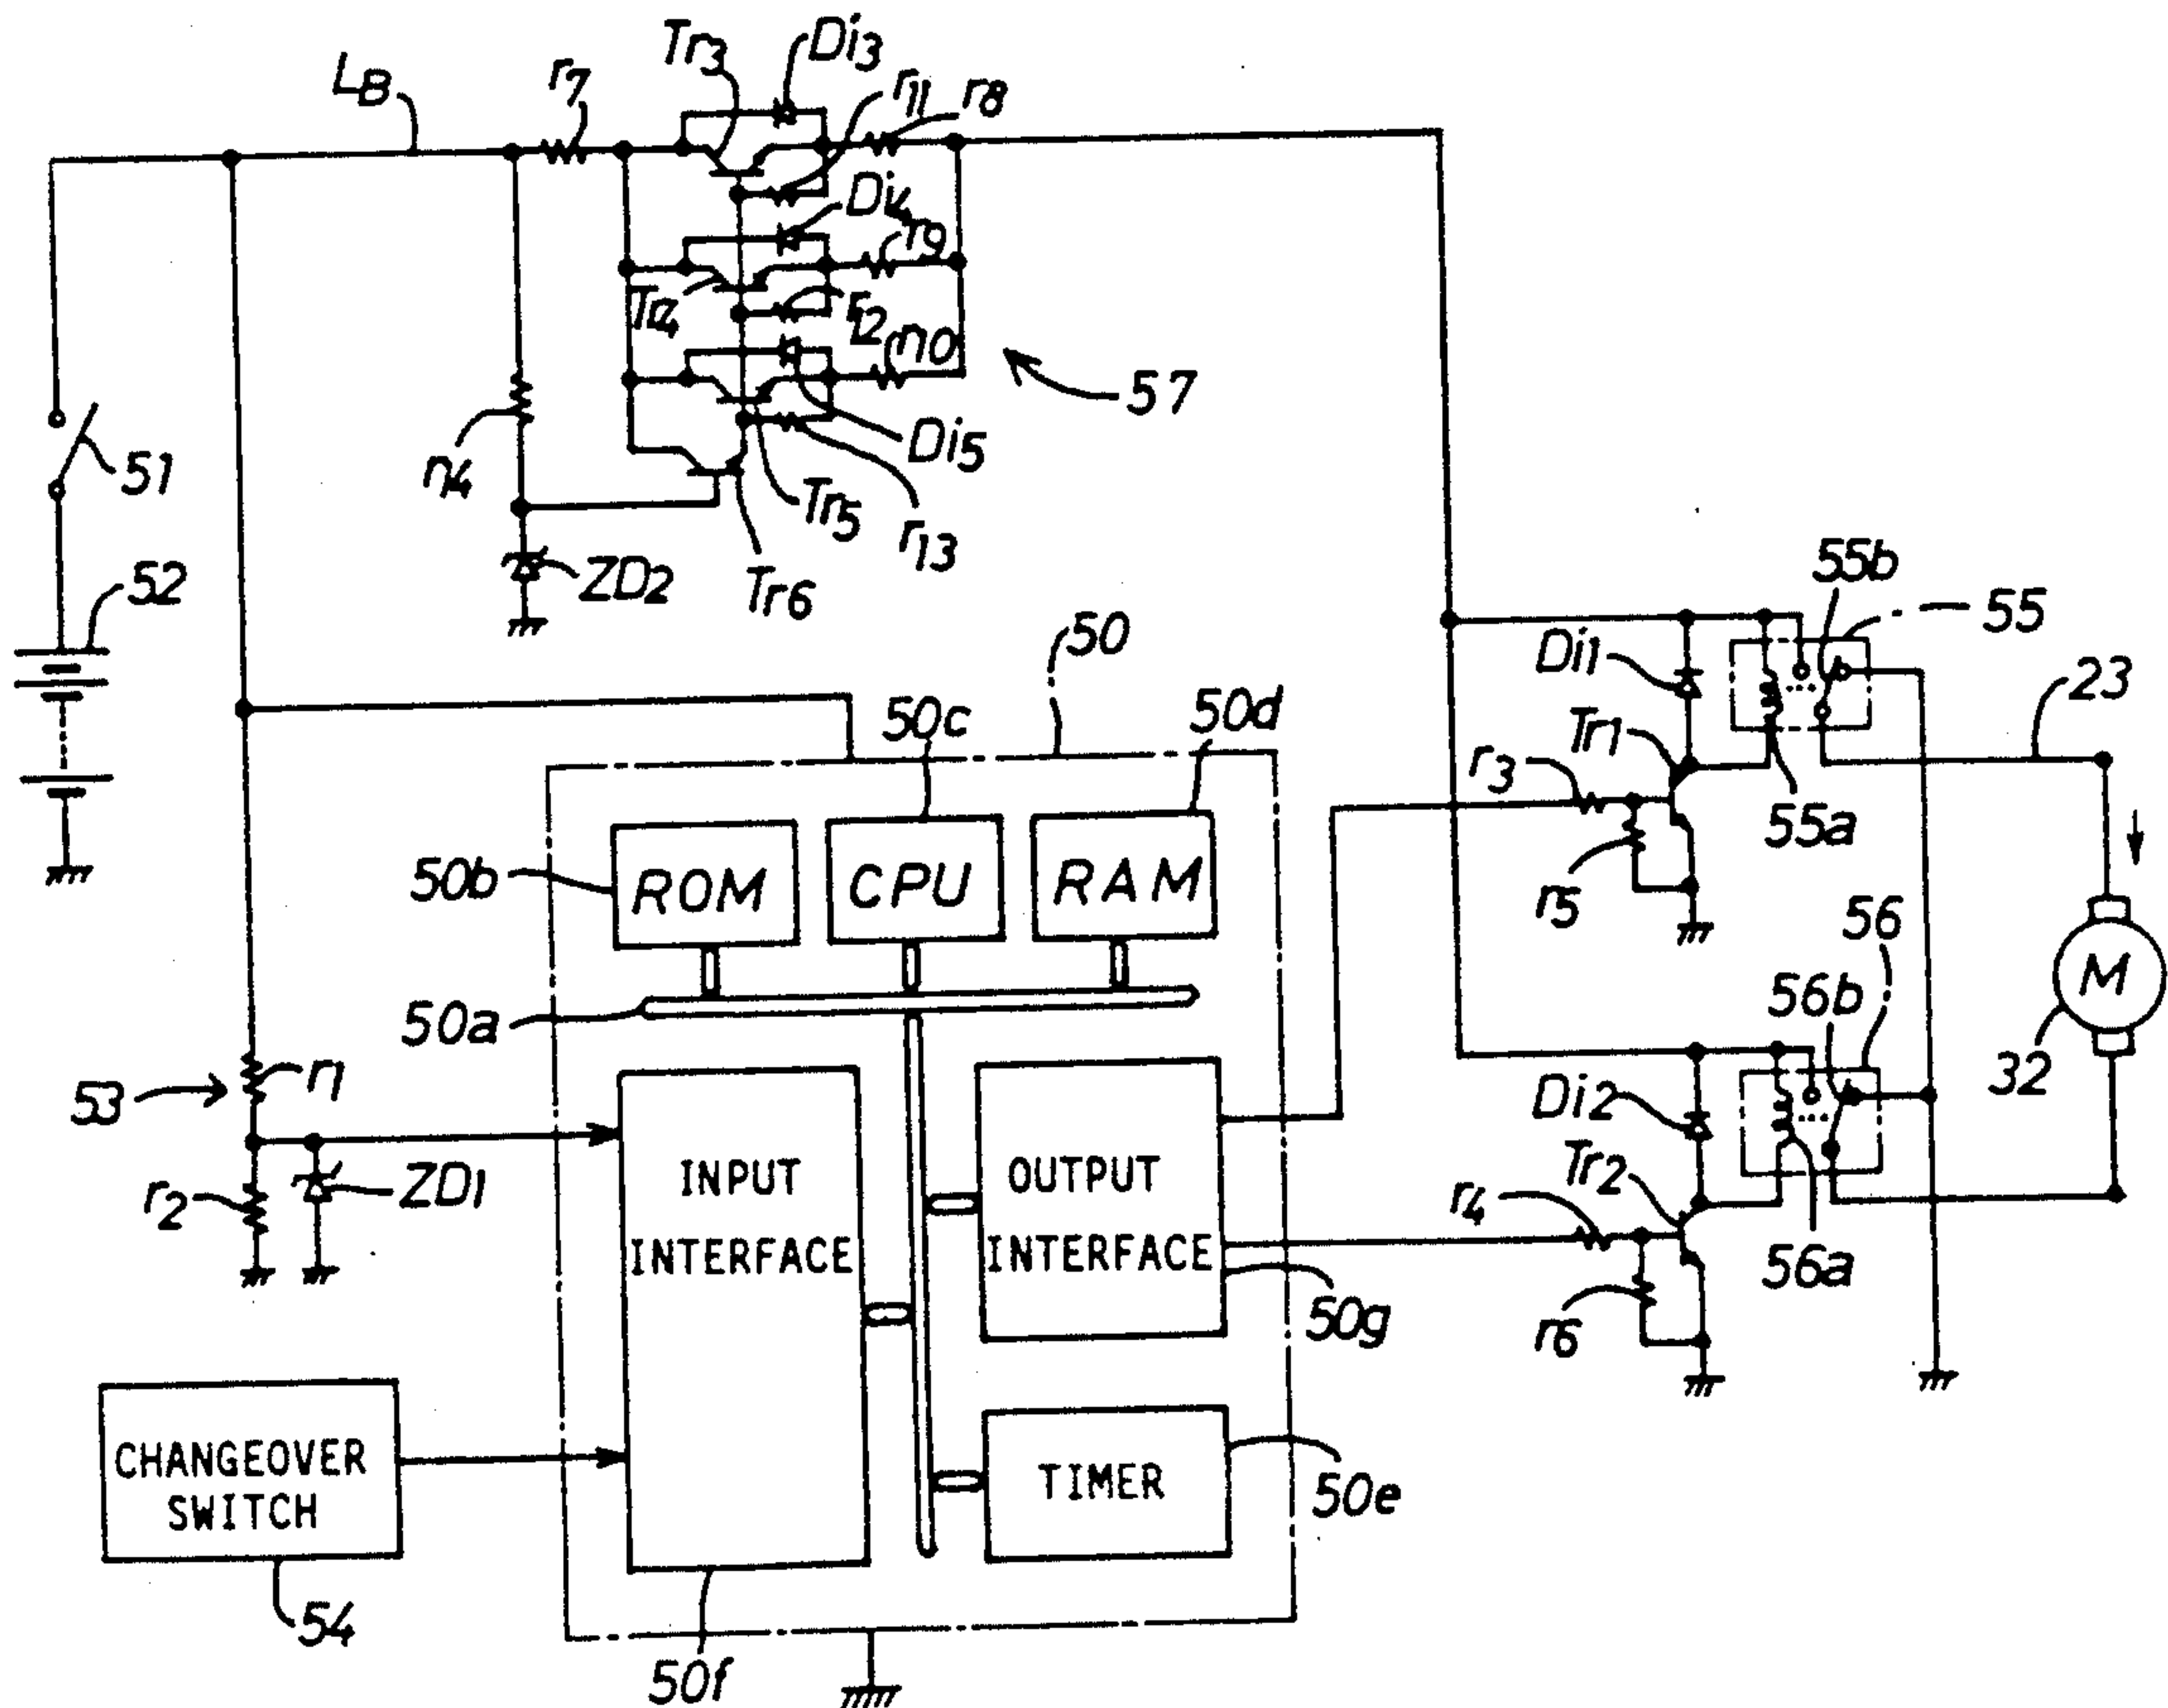 Tr3
Di3
LB
r7
r11
r8
Di4
r9
Tr4
r12
r10
57
Di5
r14
51
Tr5
r13
ZD2
Tr6
52
55b
55
50
Di1
23
50c
50d
Tr1
r3
55a
50b
ROM
CPU
RAM
r5
56
M
50a
56b
32
53
r1
Di2
INPUT
INTERFACE
OUTPUT
INTERFACE
Tr2
r2
ZD1
r4
56a
50g
r6
CHANGEOVER
SWITCH
TIMER
50e
54
50f